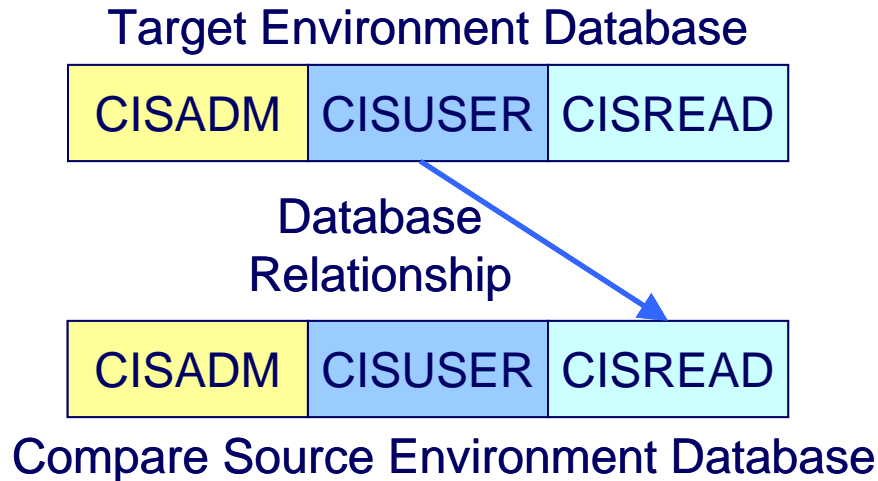 Target Environment Database
CISADM CISUSER CISREAD
Database
Relationship
CISADM CISUSER CISREAD
Compare Source Environment Database